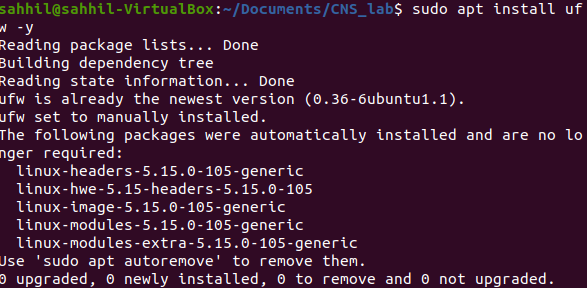 sahhil@sahhil-VirtualBox:~/Documents/CNS_lab$ sudo apt install uf
w -y
Reading package lists... Done
Building dependency tree
Reading state information... Done
ufw is already the newest version (0.36-6ubuntu1.1).
ufw set to manually installed.
The following packages were automatically installed and are no lo
nger required:
  linux-headers-5.15.0-105-generic
  linux-hwe-5.15-headers-5.15.0-105
  linux-image-5.15.0-105-generic
  linux-modules-5.15.0-105-generic
  linux-modules-extra-5.15.0-105-generic
Use 'sudo apt autoremove' to remove them.
0 upgraded, 0 newly installed, 0 to remove and 0 not upgraded.